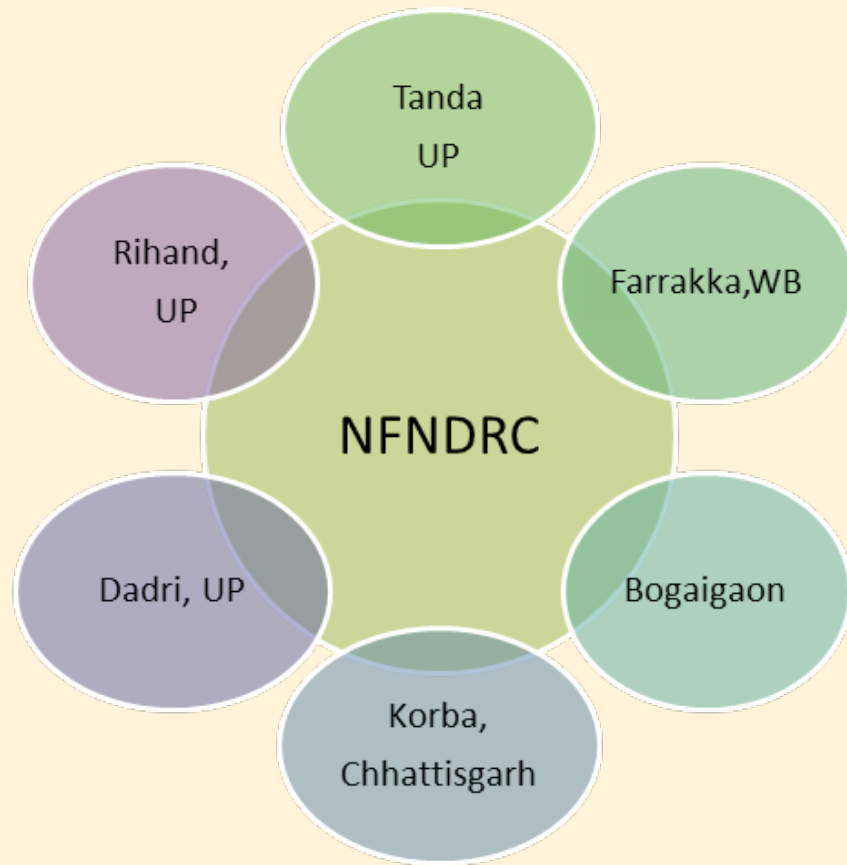 Tanda
UP
Rihand,
UP
Farrakka,WB
NFNDRC
Dadri, UP
Bogaigaon
Korba,
Chhattisgarh